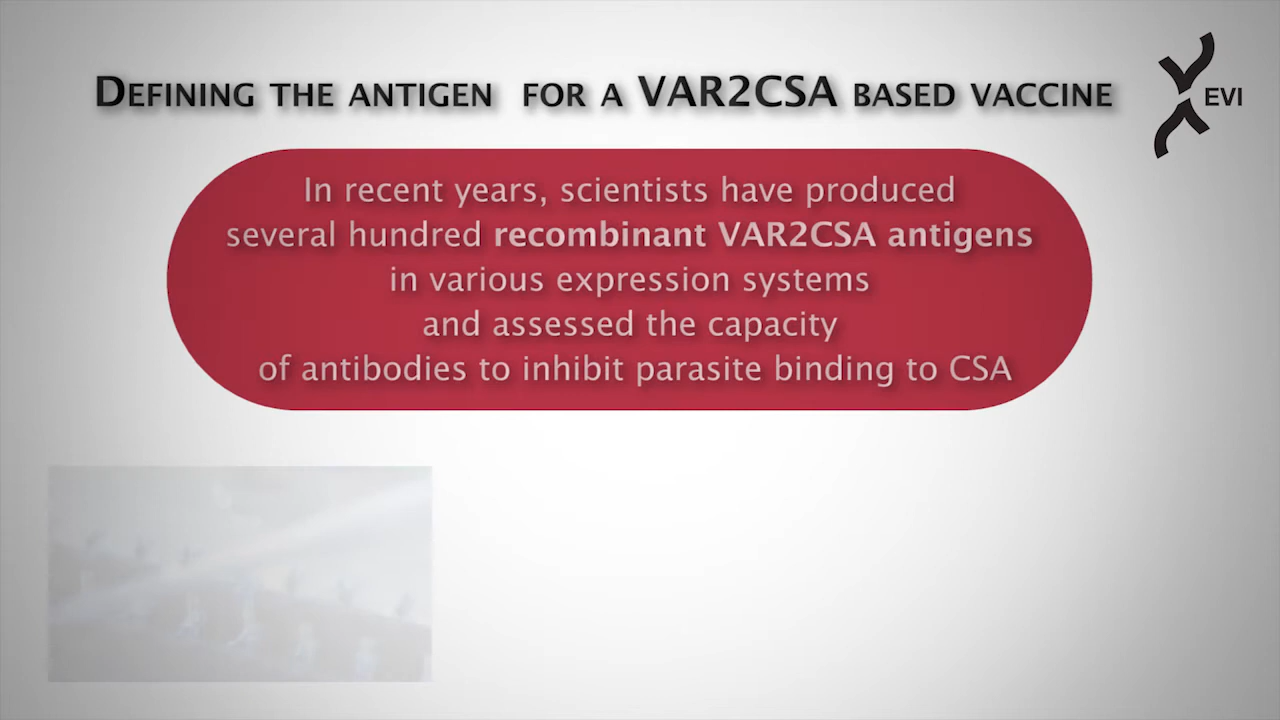 DEFINING THE ANTIGEN FOR A VAR2CSA BASED VACCINE
EVI
In recent years, scientists have produced
several hundred recombinant VAR2CSA antigens
in various expression systems
and assessed the capacity
of antibodies to inhibit parasite binding to CSA